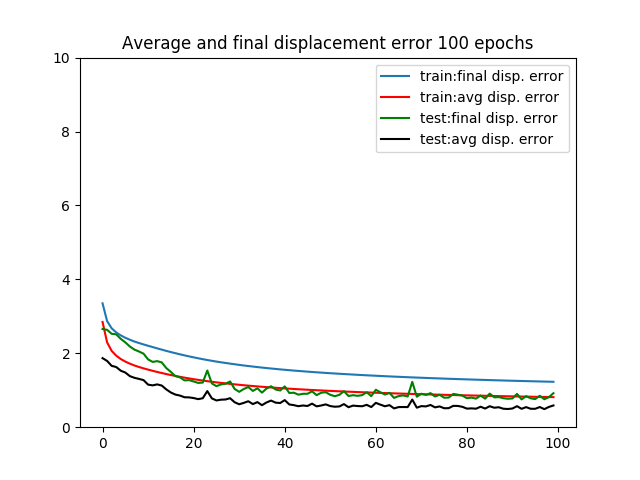 Average and final displacement error 100 epochs
10
8
6
4
2
0
train:final disp. error
train:avg disp. error
test:final disp. error
test:avg disp. error
0 20 40 60 80 100